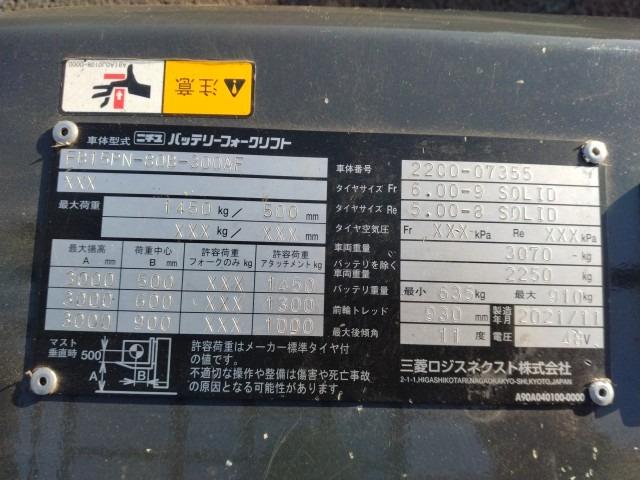 A91A0J0109-0000
注意
車体型式 ニチユ バッテリーフォークリフト
FB15PN-80B-300AF
XXX
最大荷重 1450 kg/ 500 mm
XXX kg/ XXX mm
最大揚高 A mm 荷重中心 B mm 許容荷重 フォークのみ kg 許容荷重 アタッチメント kg
3000 500 XXX 1450
3000 600 XXX 1300
3000 900 XXX 1000
マスト垂直時 500 A B
許容荷重はメーカー標準タイヤ付
の値です。
不適切な操作や整備は傷害や死亡事故
の原因となる可能性があります。
車体番号 2200-07355
タイヤサイズ Fr 6.00-9 SOLID
タイヤサイズ Re 5.00-8 SOLID
タイヤ空気圧 Fr XXX kPa Re XXX kPa
車両重量 3070 kg
バッテリを除く車両重量 2250 kg
バッテリ重量 最小 635 kg 最大 910 kg
前輪トレッド 930 mm 製造年月 2021/11
最大後傾角 11 度 電圧 48V
三菱ロジスネクスト株式会社
2-1-1,HIGASHIKOTARI,NAGAOKAKYO-SHI,KYOTO,JAPAN
A90A040100-0000